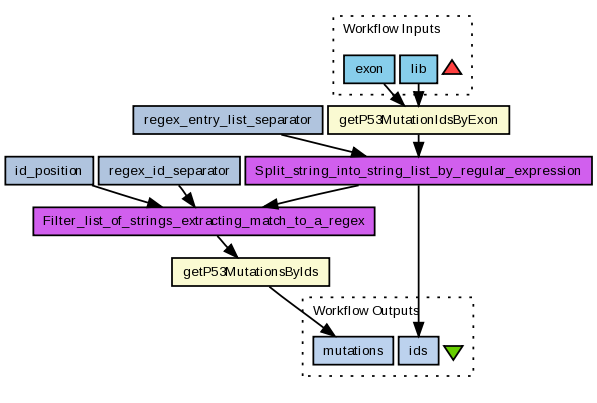 Workflow Inputs
exon
lib
regex_entry_list_separator
getP53MutationIdsByExon
id_position
regex_id_separator
Split_string_into_string_list_by_regular_expression
Filter_list_of_strings_extracting_match_to_a_regex
getP53MutationsByIds
Workflow Outputs
mutations
ids